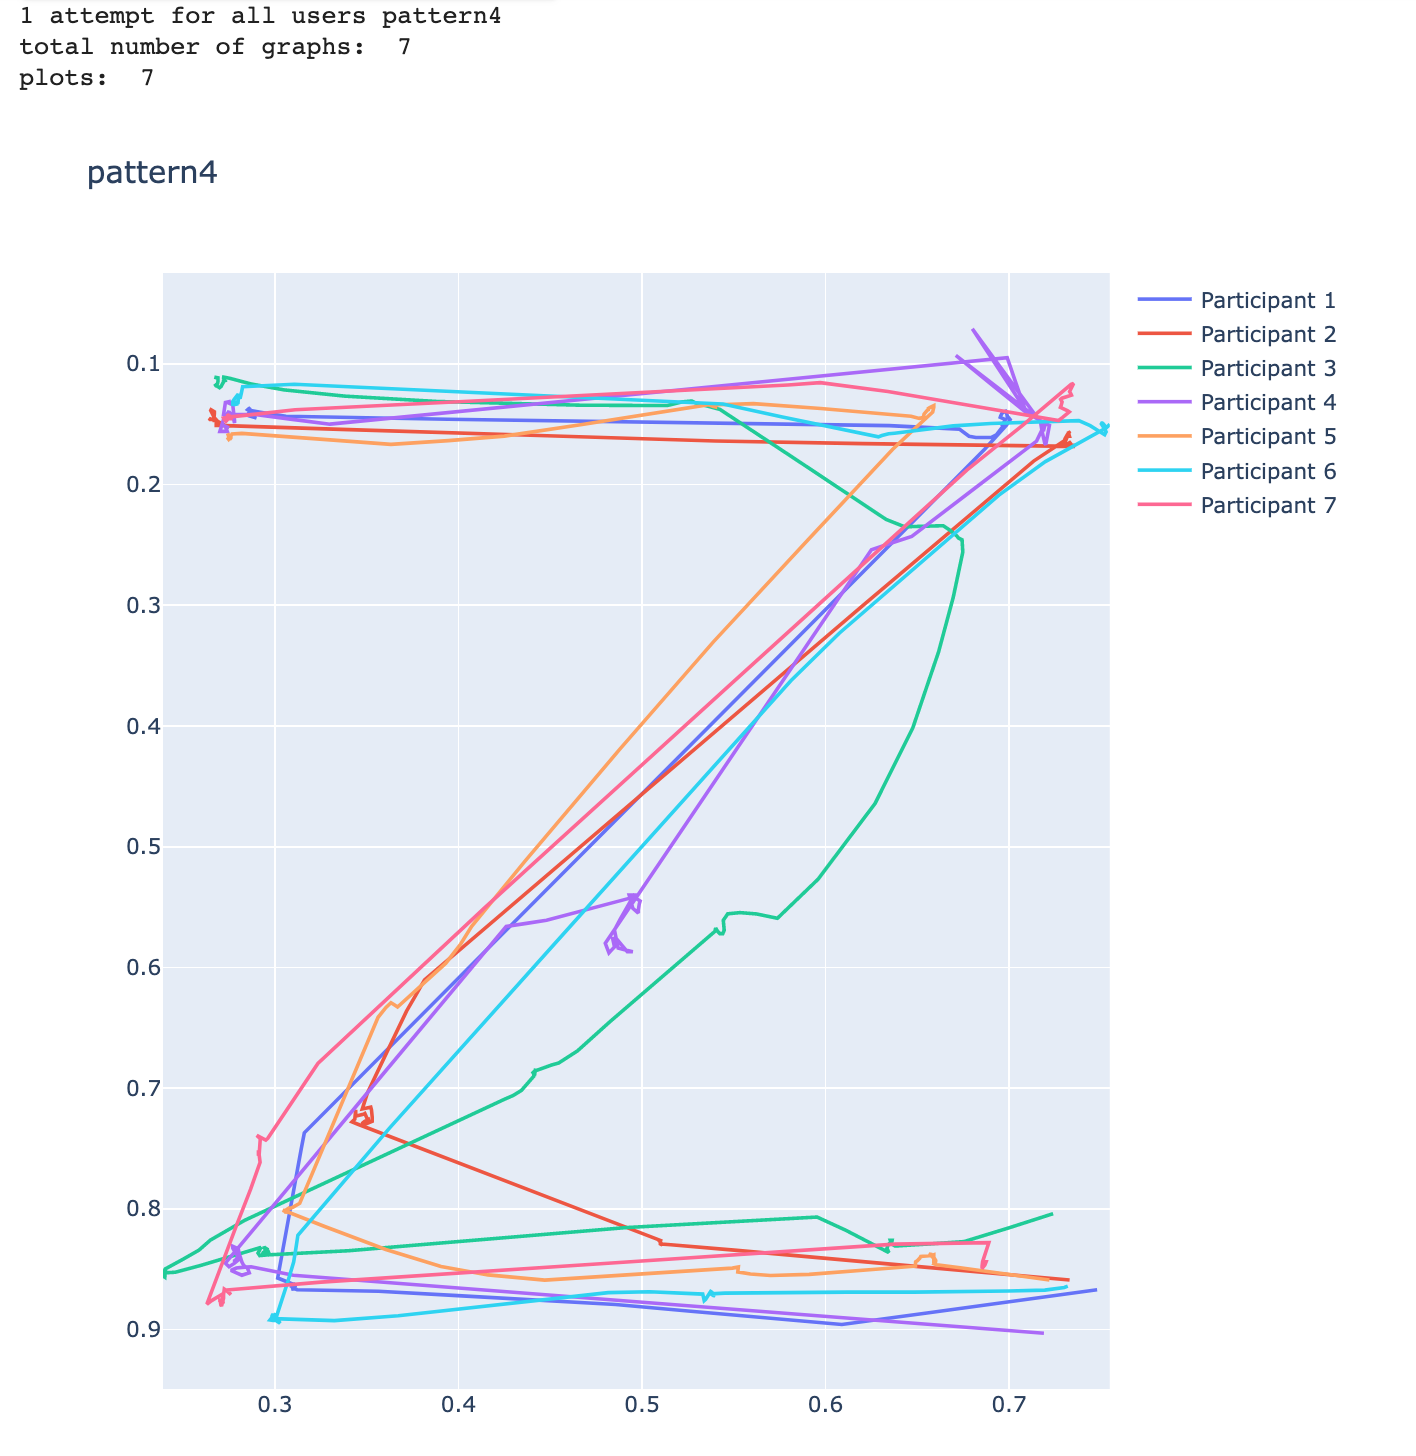 1 attempt for all users pattern4
total number of graphs:  7
plots:  7
pattern4
0.1
0.2
0.3
0.4
0.5
0.6
0.7
0.8
0.9
0.3
0.4
0.5
0.6
0.7
Participant 1
Participant 2
Participant 3
Participant 4
Participant 5
Participant 6
Participant 7